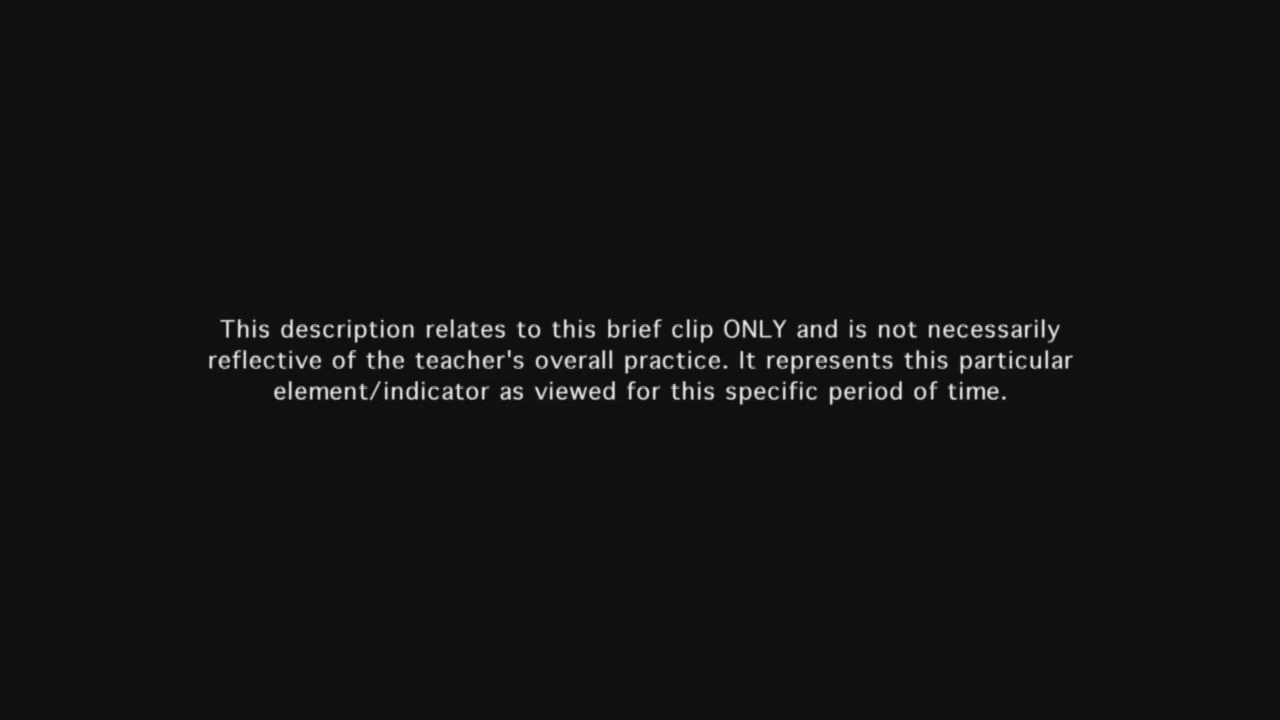 This description relates to this brief clip ONLY and is not necessarily
reflective of the teacher's overall practice. It represents this particular
element/indicator as viewed for this specific period of time.